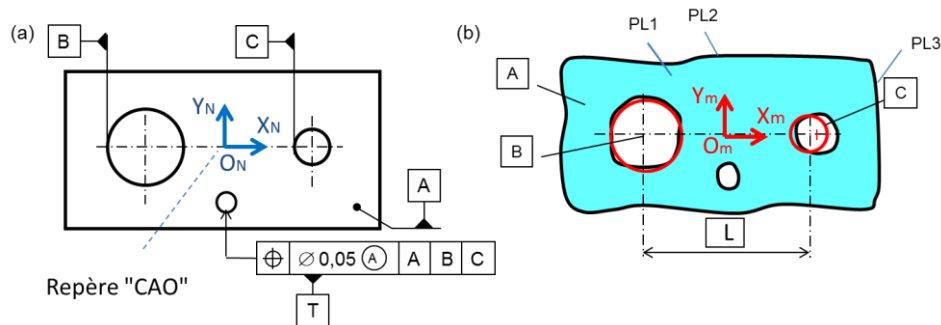 (a)
B
C
YN
XN
ON
A
⌖ ⌀ 0,05 Ⓐ A B C
T
Repère "CAO"
(b)
PL1
PL2
PL3
A
C
Ym
Xm
Om
B
L